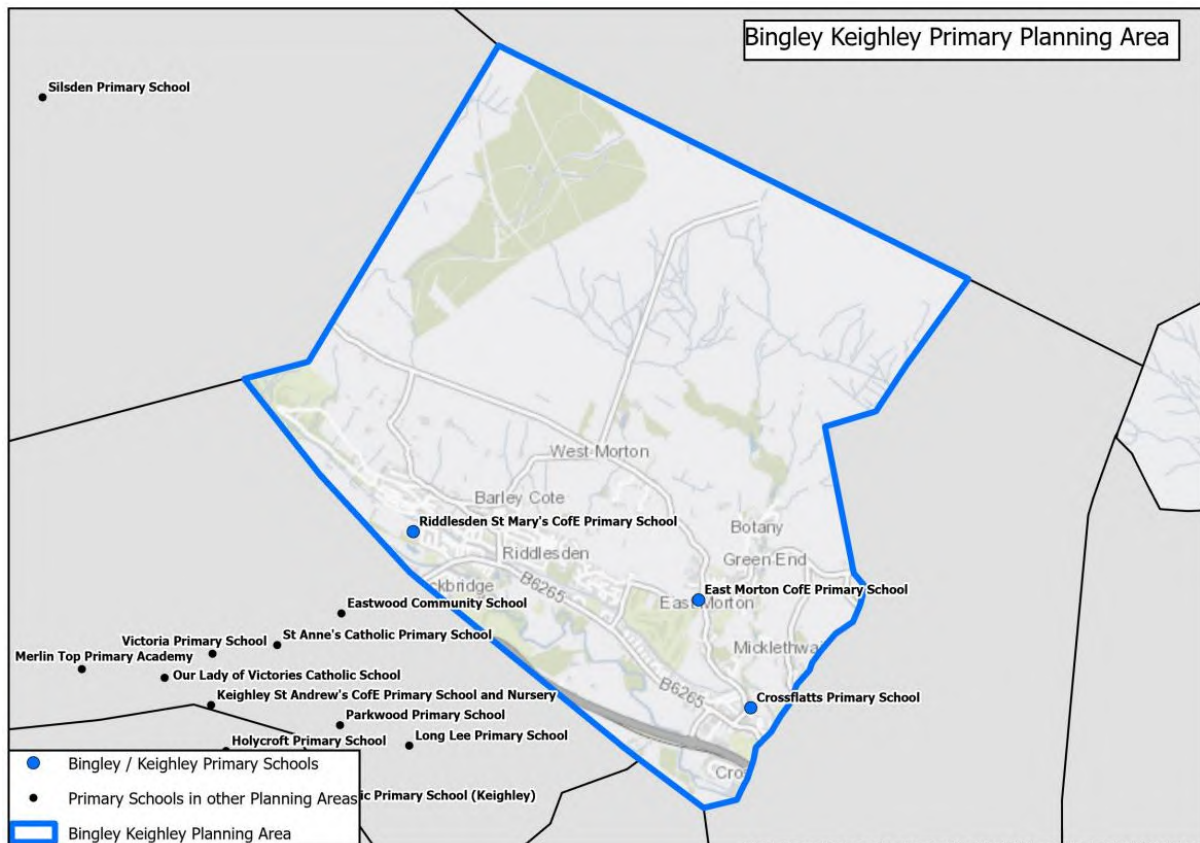 Bingley Keighley Primary Planning Area
Silsden Primary School
West Morton
Barley Cote
Riddlesden St Mary's CofE Primary School
Botany
Riddlesden
Green End
B6265
East Morton CofE Primary School
East Morton
Eastwood Community School
St Anne's Catholic Primary School
Victoria Primary School
Merlin Top Primary Academy
Our Lady of Victories Catholic School
Keighley St Andrew's CofE Primary School and Nursery
B6265
Crossflatts Primary School
Parkwood Primary School
Long Lee Primary School
Holycroft Primary School
Bingley / Keighley Primary Schools
Primary Schools in other Planning Areas
Primary School (Keighley)
Bingley Keighley Planning Area